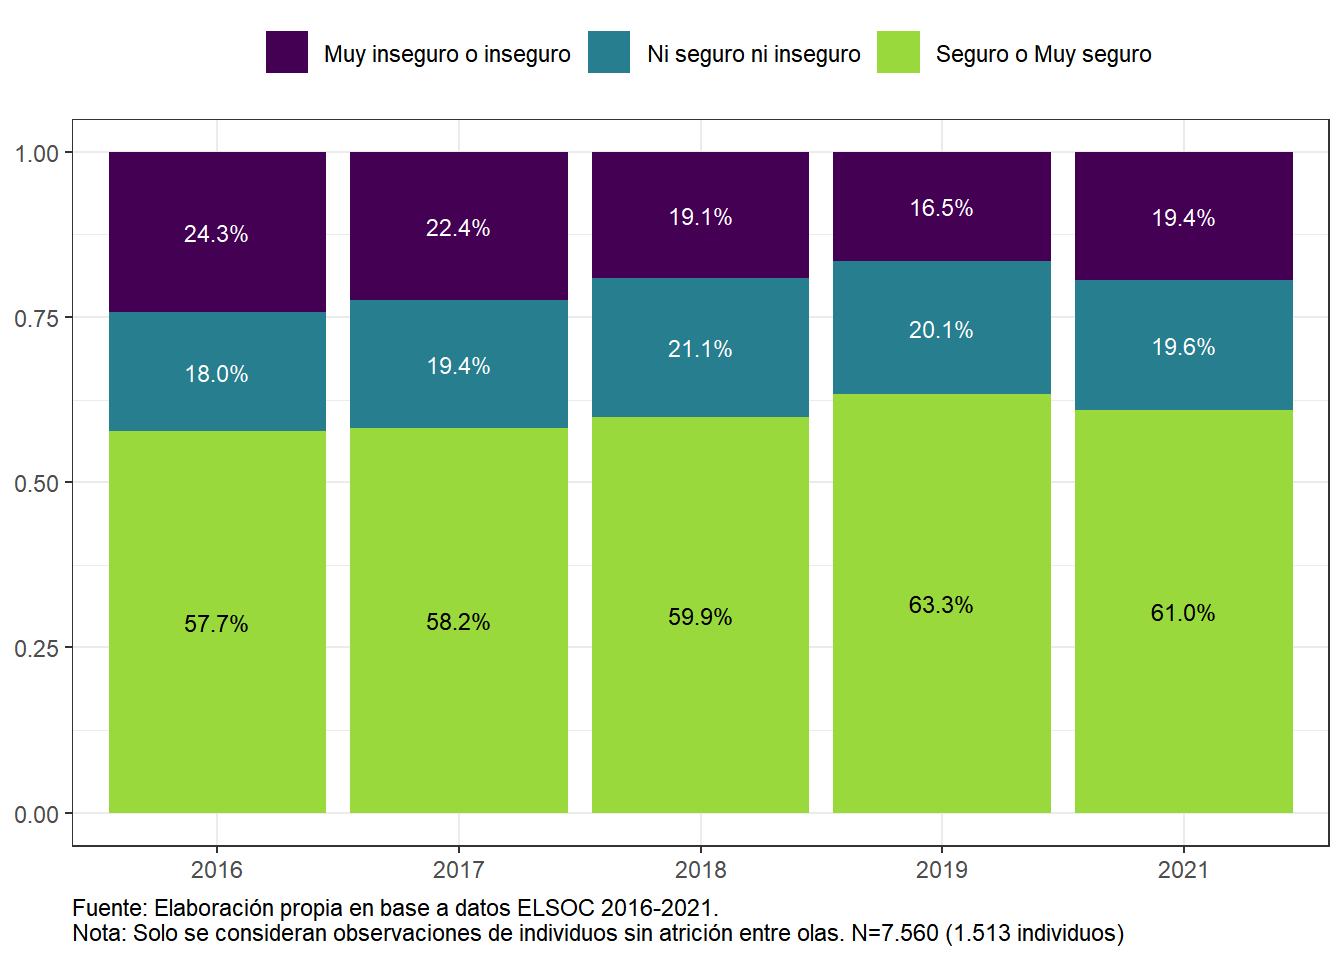 Muy inseguro o inseguro Ni seguro ni inseguro Seguro o Muy seguro
1.00
0.75
0.50
0.25
0.00
24.3% 22.4% 19.1% 16.5% 19.4%
18.0% 19.4% 21.1% 20.1% 19.6%
57.7% 58.2% 59.9% 63.3% 61.0%
2016 2017 2018 2019 2021
Fuente: Elaboración propia en base a datos ELSOC 2016-2021.
Nota: Solo se consideran observaciones de individuos sin atrición entre olas. N=7.560 (1.513 individuos)